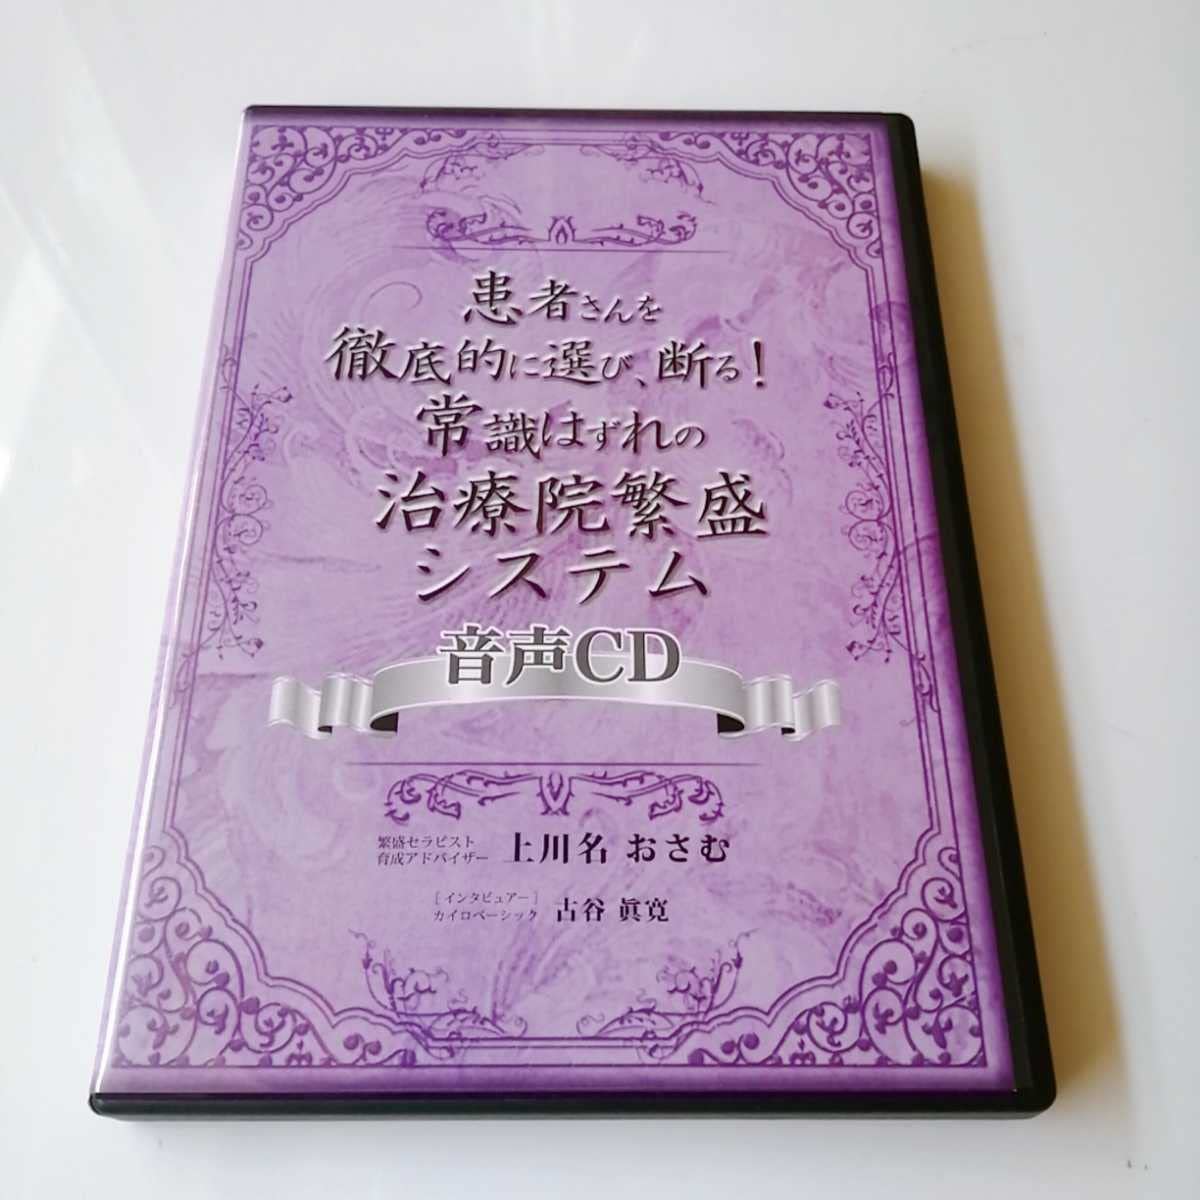 患者さんを
徹底的に選び、断る！
常識はずれの
治療院繁盛
システム
音声CD
繁盛セラピスト
育成アドバイザー 上川名 おさむ
［インタビュアー］
カイロベーシック 古谷 眞寛